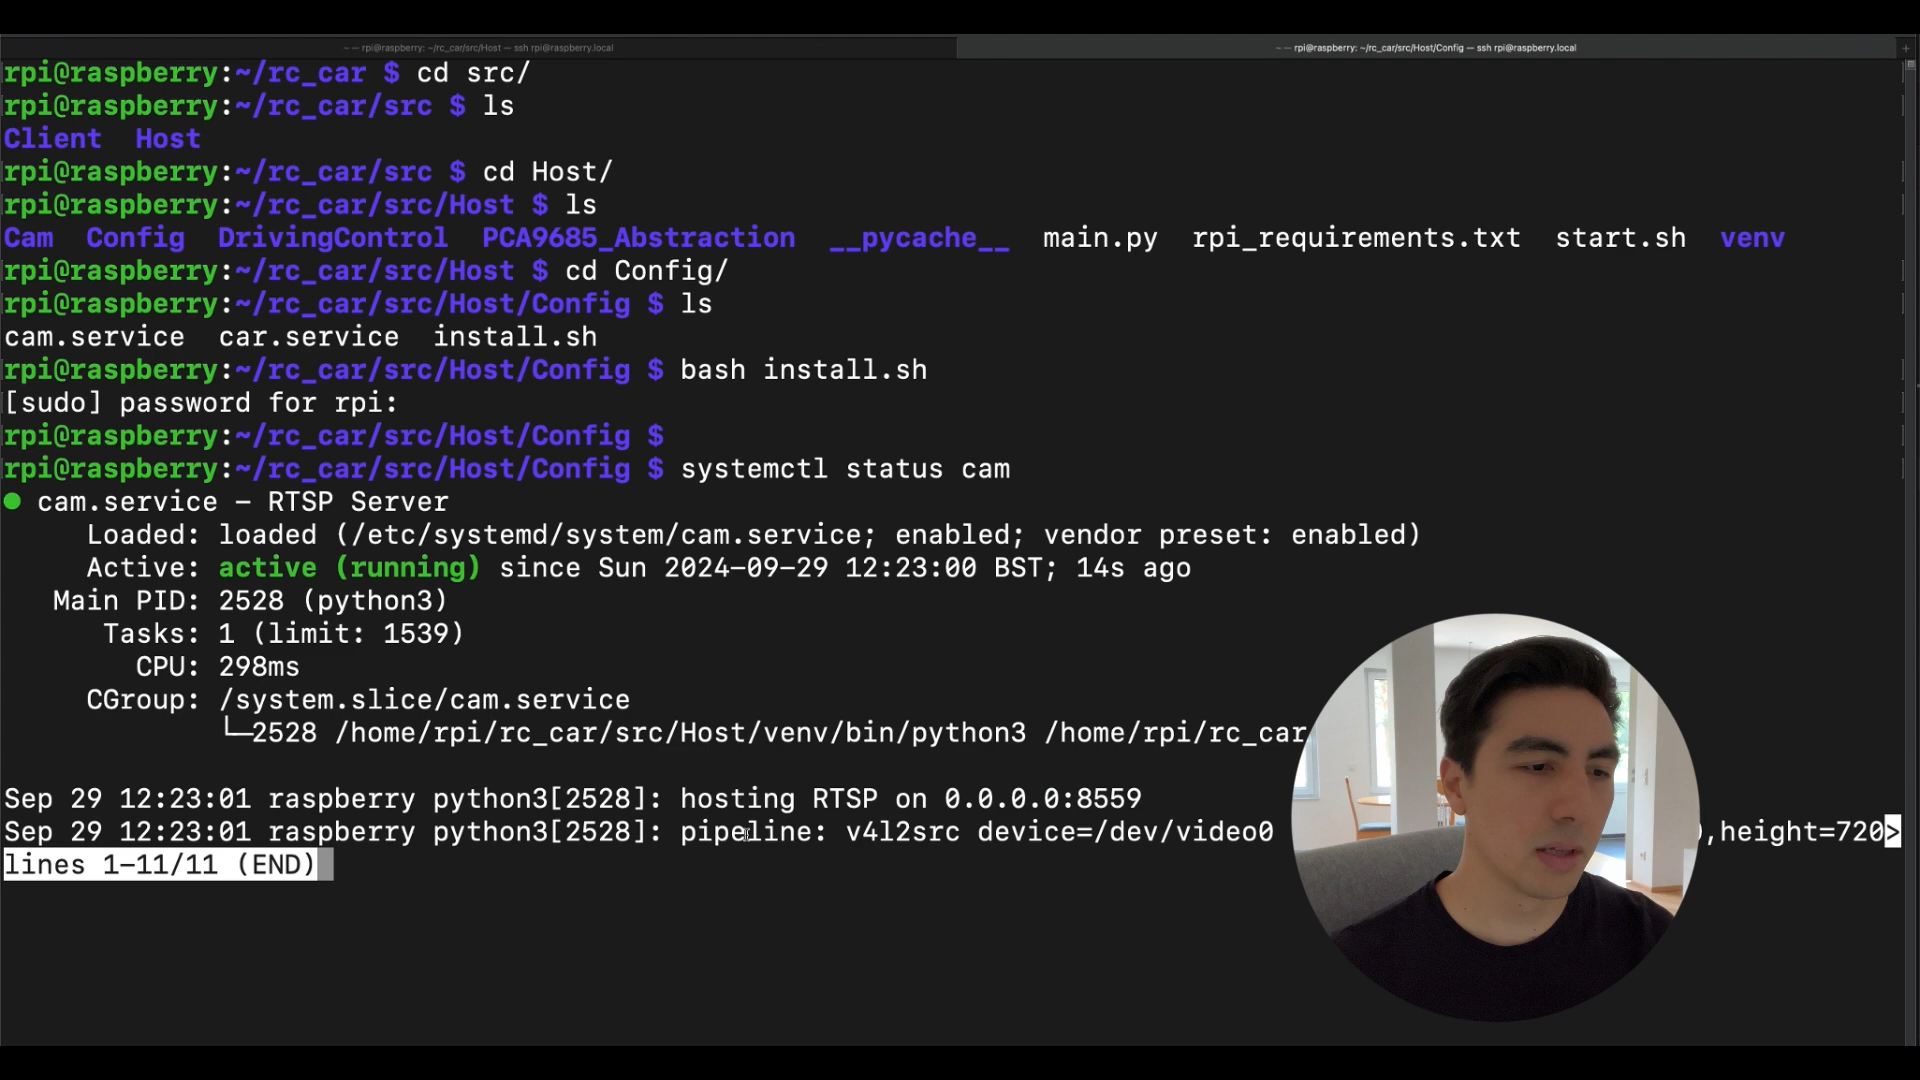 ~ — rpi@raspberry: ~/rc_car/src/Host — ssh rpi@raspberry.local
~ — rpi@raspberry: ~/rc_car/src/Host/Config — ssh rpi@raspberry.local
+
rpi@raspberry:~/rc_car $ cd src/
rpi@raspberry:~/rc_car/src $ ls
Client  Host
rpi@raspberry:~/rc_car/src $ cd Host/
rpi@raspberry:~/rc_car/src/Host $ ls
Cam  Config  DrivingControl  PCA9685_Abstraction  __pycache__  main.py  rpi_requirements.txt  start.sh  venv
rpi@raspberry:~/rc_car/src/Host $ cd Config/
rpi@raspberry:~/rc_car/src/Host/Config $ ls
cam.service  car.service  install.sh
rpi@raspberry:~/rc_car/src/Host/Config $ bash install.sh
[sudo] password for rpi:
rpi@raspberry:~/rc_car/src/Host/Config $
rpi@raspberry:~/rc_car/src/Host/Config $ systemctl status cam
● cam.service – RTSP Server
Loaded: loaded (/etc/systemd/system/cam.service; enabled; vendor preset: enabled)
Active: active (running) since Sun 2024-09-29 12:23:00 BST; 14s ago
Main PID: 2528 (python3)
Tasks: 1 (limit: 1539)
CPU: 298ms
CGroup: /system.slice/cam.service
└─2528 /home/rpi/rc_car/src/Host/venv/bin/python3 /home/rpi/rc_car
Sep 29 12:23:01 raspberry python3[2528]: hosting RTSP on 0.0.0.0:8559
Sep 29 12:23:01 raspberry python3[2528]: pipeline: v4l2src device=/dev/video0 ),height=720>
lines 1-11/11 (END)